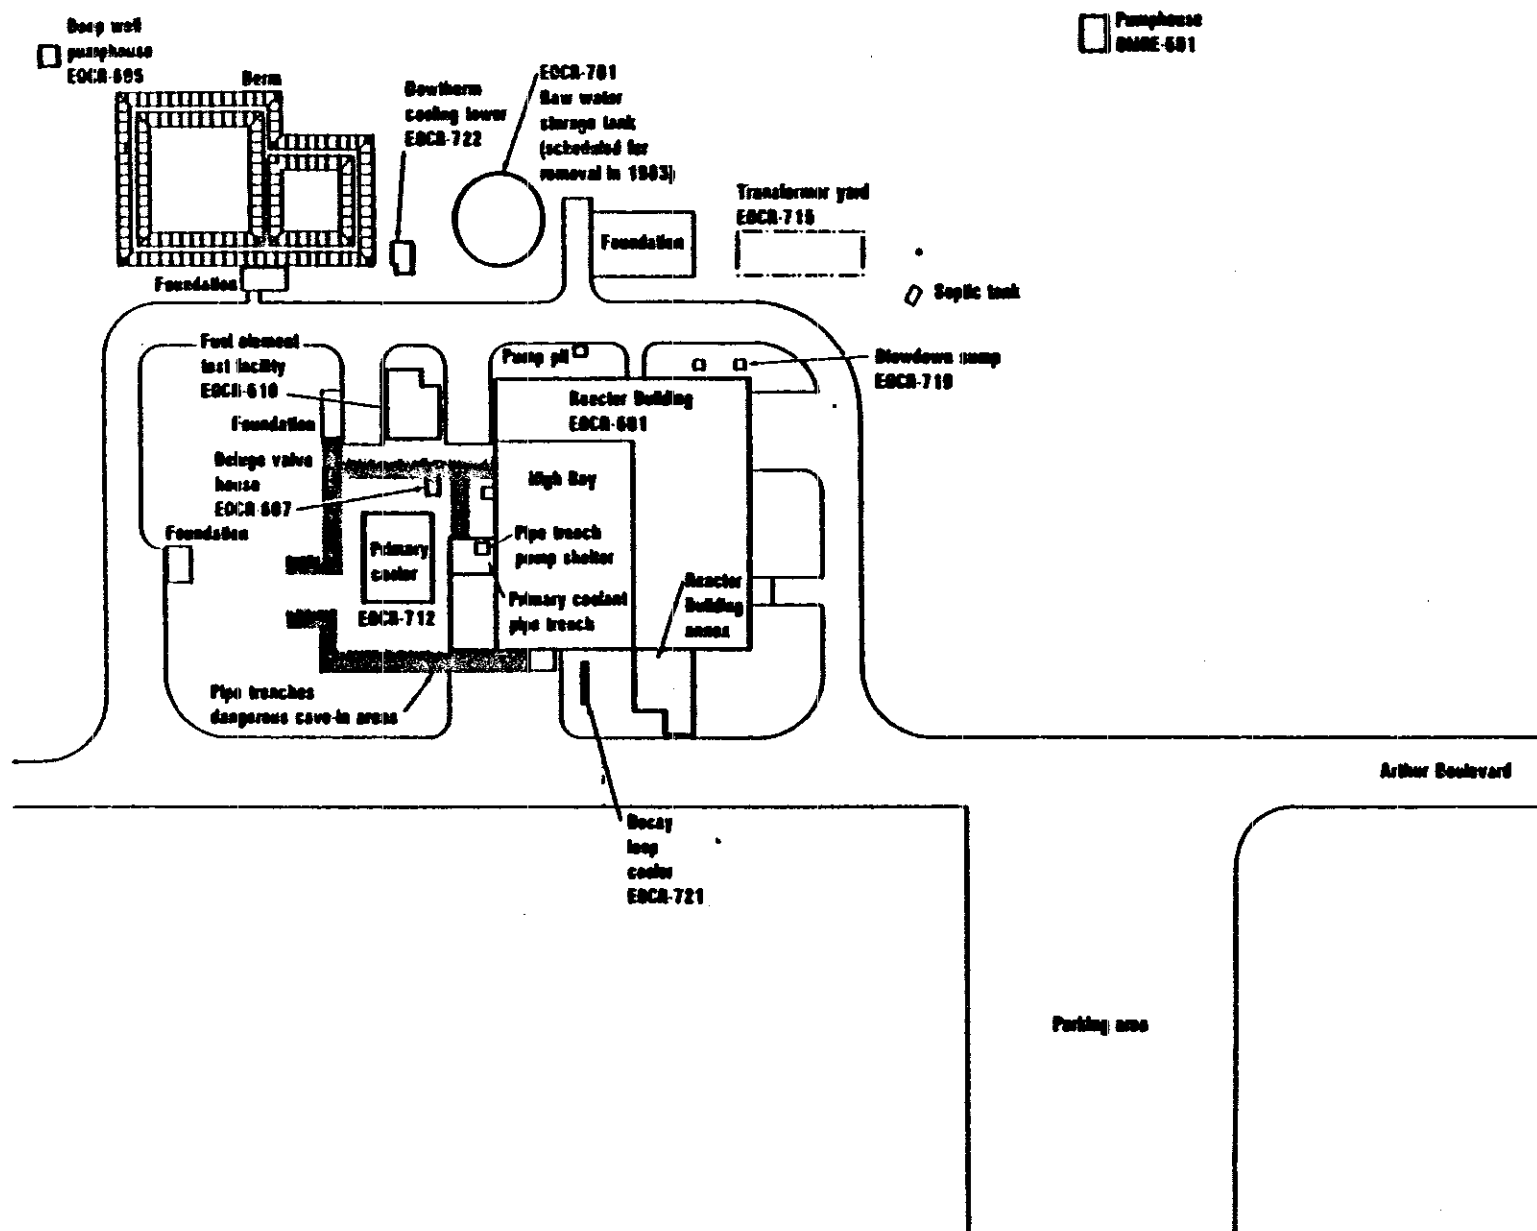 Deep well
pumphouse
EOCR-605
Berm
Dowtherm
cooling tower
EOCR-722
EOCR-701
Raw water
storage tank
(scheduled for
removal in 1983)
Pumphouse
OMRE-601
Transformer yard
EOCR-715
Foundation
Septic tank
Foundation
Fuel element
test facility
EOCR-610
Pump pit
Blowdown pump
EOCR-719
Reactor Building
EOCR-601
Foundation
Deluge valve
house
EOCR-607
High Bay
Foundation
Primary
cooler
EOCR-712
Pipe trench
pump shelter
Primary coolant
pipe trench
Reactor
Building
annex
Pipe trenches
dangerous cave-in areas
Arthur Boulevard
Decay
loop
cooler
EOCR-721
Parking area